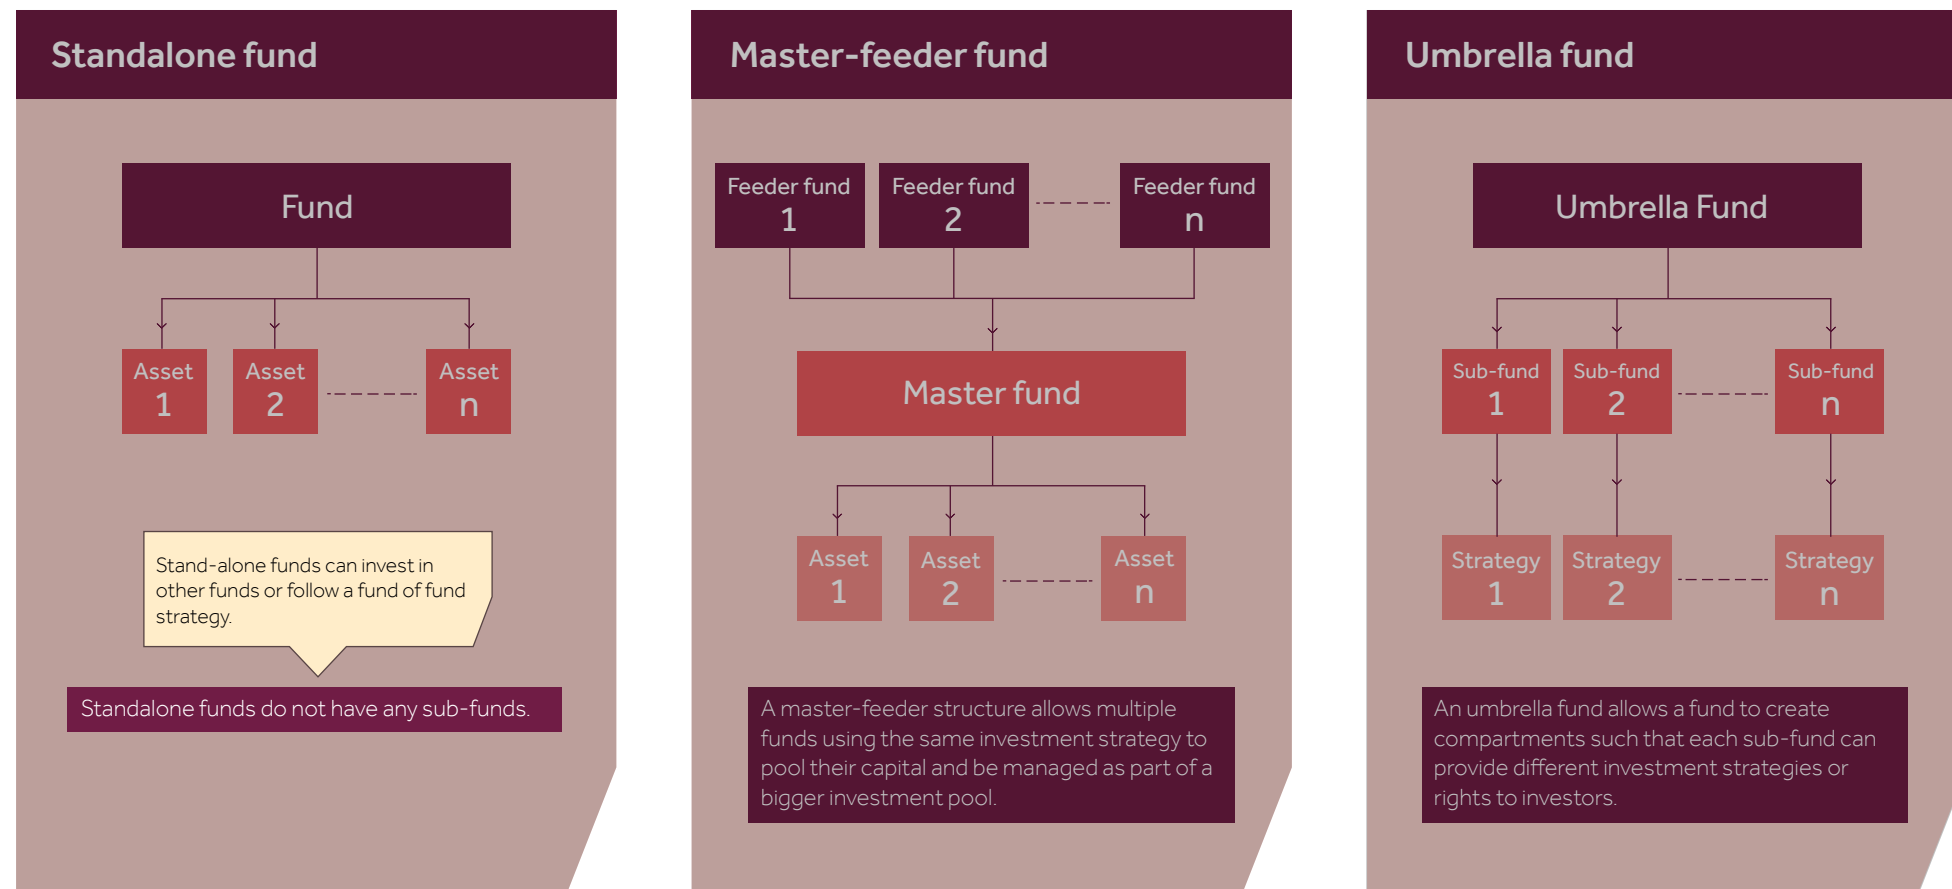 Standalone fund
Fund
Asset
1
Asset
2
Asset
n
Stand-alone funds can invest in
other funds or follow a fund of fund
strategy.
Standalone funds do not have any sub-funds.
Master-feeder fund
Feeder fund
1
Feeder fund
2
Feeder fund
n
Master fund
Asset
1
Asset
2
Asset
n
A master-feeder structure allows multiple
funds using the same investment strategy to
pool their capital and be managed as part of a
bigger investment pool.
Umbrella fund
Umbrella Fund
Sub-fund
1
Sub-fund
2
Sub-fund
n
Strategy
1
Strategy
2
Strategy
n
An umbrella fund allows a fund to create
compartments such that each sub-fund can
provide different investment strategies or
rights to investors.